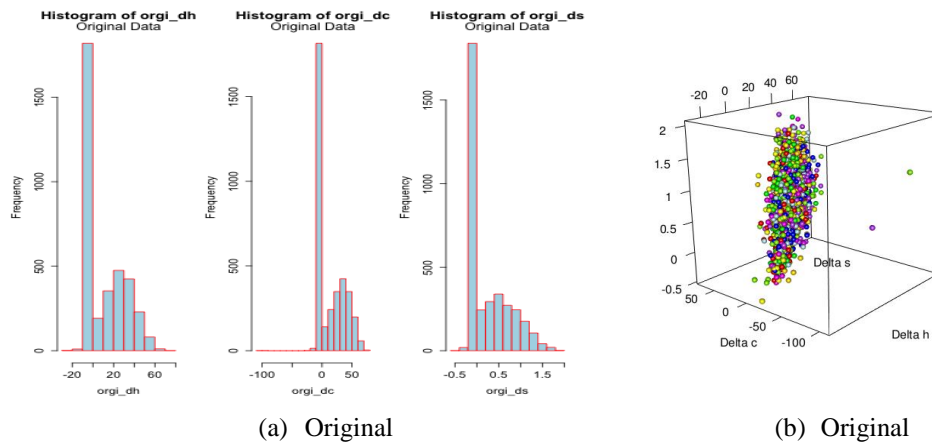 Histogram of orgi_dh
Original Data
Frequency
0
500
1000
1500
-20
20
60
orgi_dh
Histogram of orgi_dc
Original Data
Frequency
0
500
1000
1500
-100
0
50
orgi_dc
Histogram of orgi_ds
Original Data
Frequency
0
500
1000
1500
-0.5
0.5
1.5
orgi_ds
(a) Original
-20
0
20
40
60
2
1.5
1
0.5
0
-0.5
50
0
-50
-100
Delta s
Delta c
Delta h
(b) Original